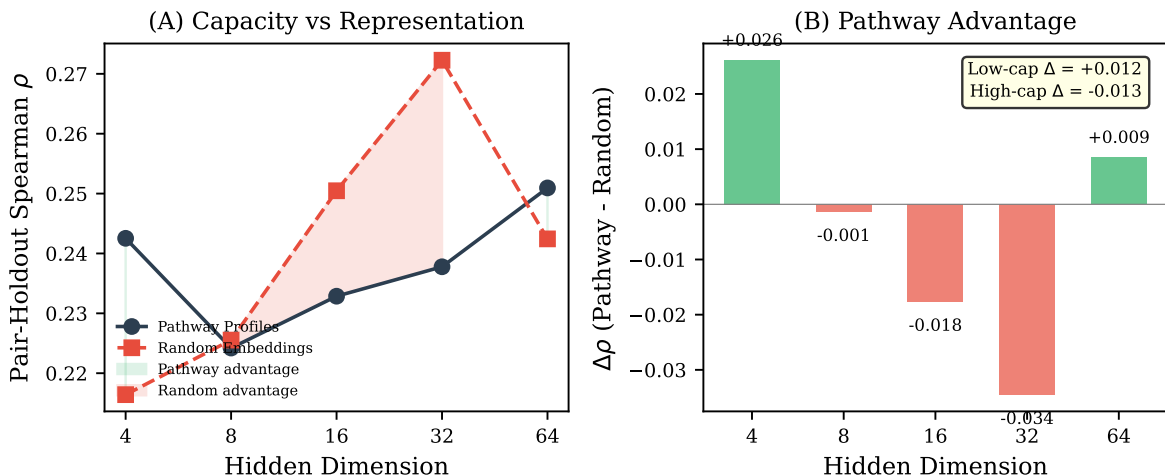 (A) Capacity vs Representation
Pair-Holdout Spearman ρ
0.27
0.26
0.25
0.24
0.23
0.22
Pathway Profiles
Random Embeddings
Pathway advantage
Random advantage
4 8 16 32 64
Hidden Dimension
(B) Pathway Advantage
Δρ (Pathway - Random)
0.02
0.01
0.00
−0.01
−0.02
−0.03
+0.026
-0.001
-0.018
-0.034
+0.009
Low-cap Δ = +0.012
High-cap Δ = -0.013
4 8 16 32 64
Hidden Dimension